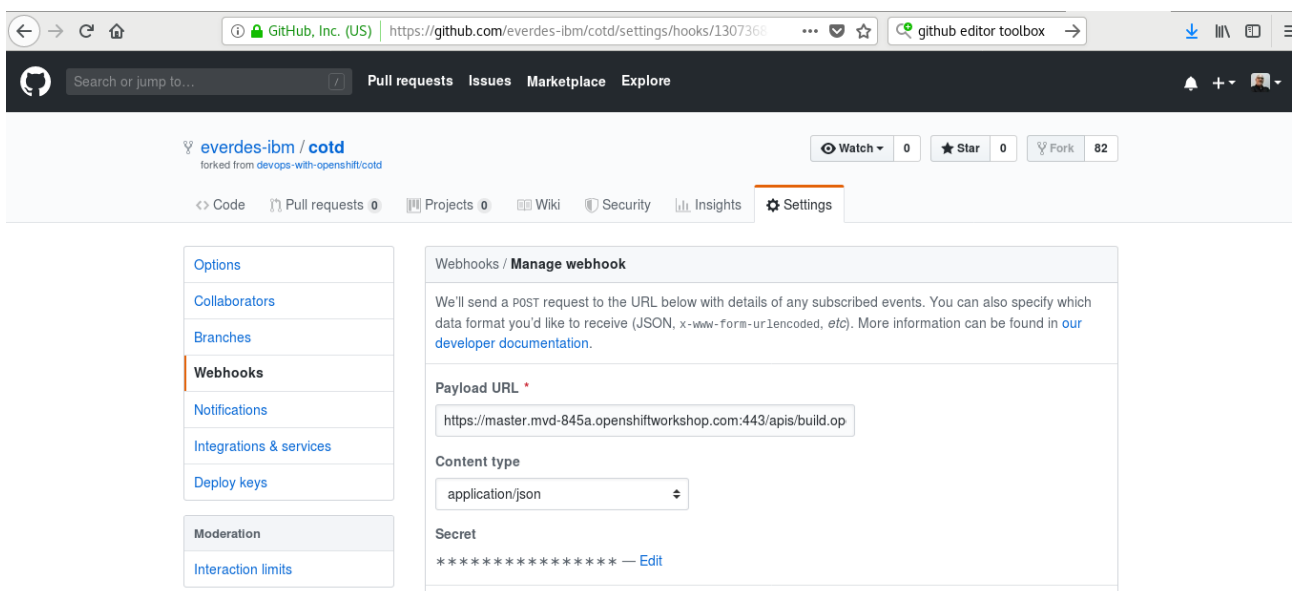 GitHub, Inc. (US) https://github.com/everdes-ibm/cotd/settings/hooks/1307368 github editor toolbox
Search or jump to... / Pull requests Issues Marketplace Explore
everdes-ibm / cotd Watch 0 Star 0 Fork 82
forked from devops-with-openshift/cotd
Code Pull requests 0 Projects 0 Wiki Security Insights Settings
Options
Collaborators
Branches
Webhooks
Notifications
Integrations & services
Deploy keys
Moderation
Interaction limits
Webhooks / Manage webhook
We'll send a POST request to the URL below with details of any subscribed events. You can also specify which
data format you'd like to receive (JSON, x-www-form-urlencoded, etc). More information can be found in our
developer documentation.
Payload URL *
https://master.mvd-845a.openshiftworkshop.com:443/apis/build.op
Content type
application/json
Secret
**************** — Edit